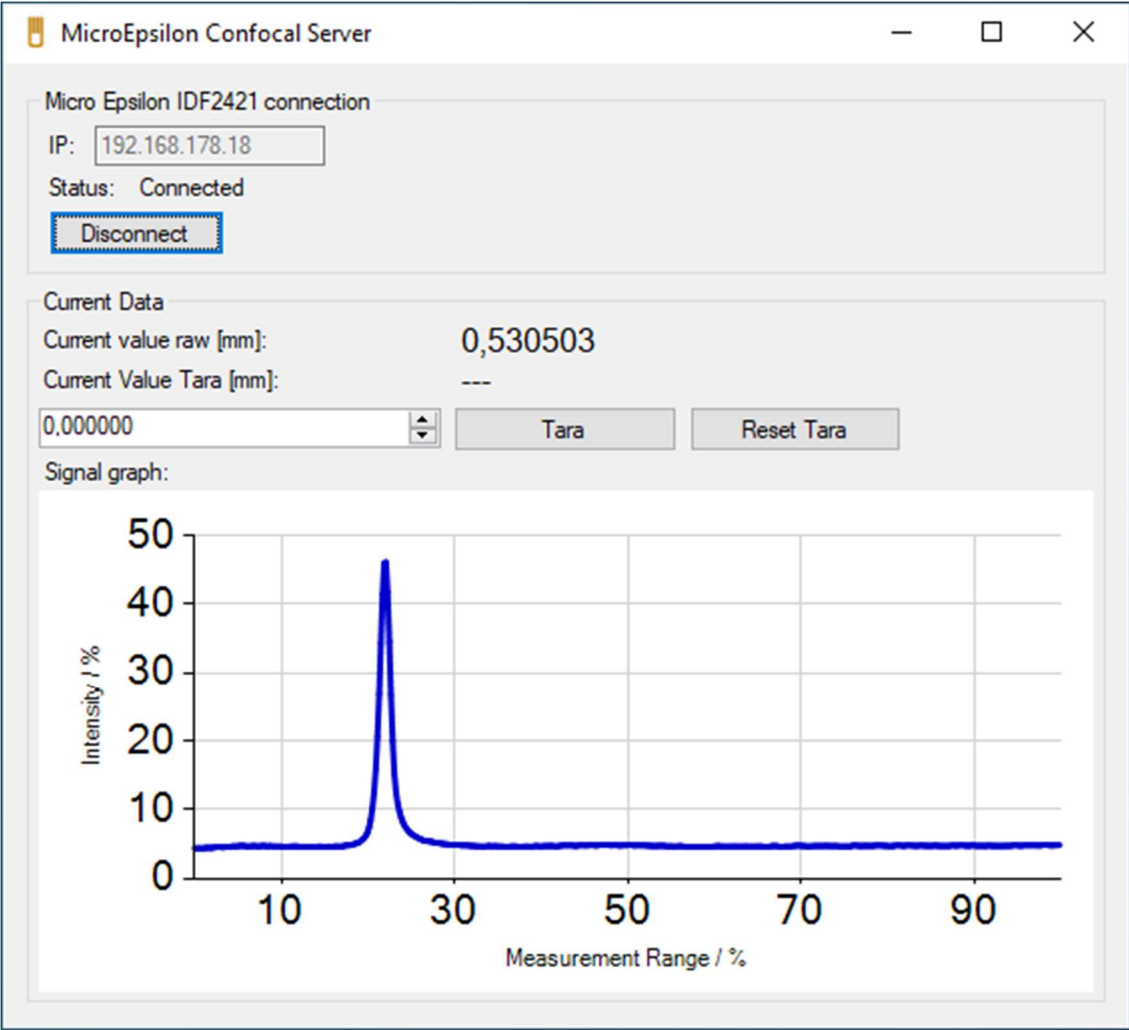 MicroEpsilon Confocal Server
Micro Epsilon IDF2421 connection
IP: 192.168.178.18
Status: Connected
Disconnect
Current Data
Current value raw [mm]: 0,530503
Current Value Tara [mm]: ---
0,000000 Tara Reset Tara
Signal graph:
50
40
30
20
10
0
Intensity / %
10 30 50 70 90
Measurement Range / %